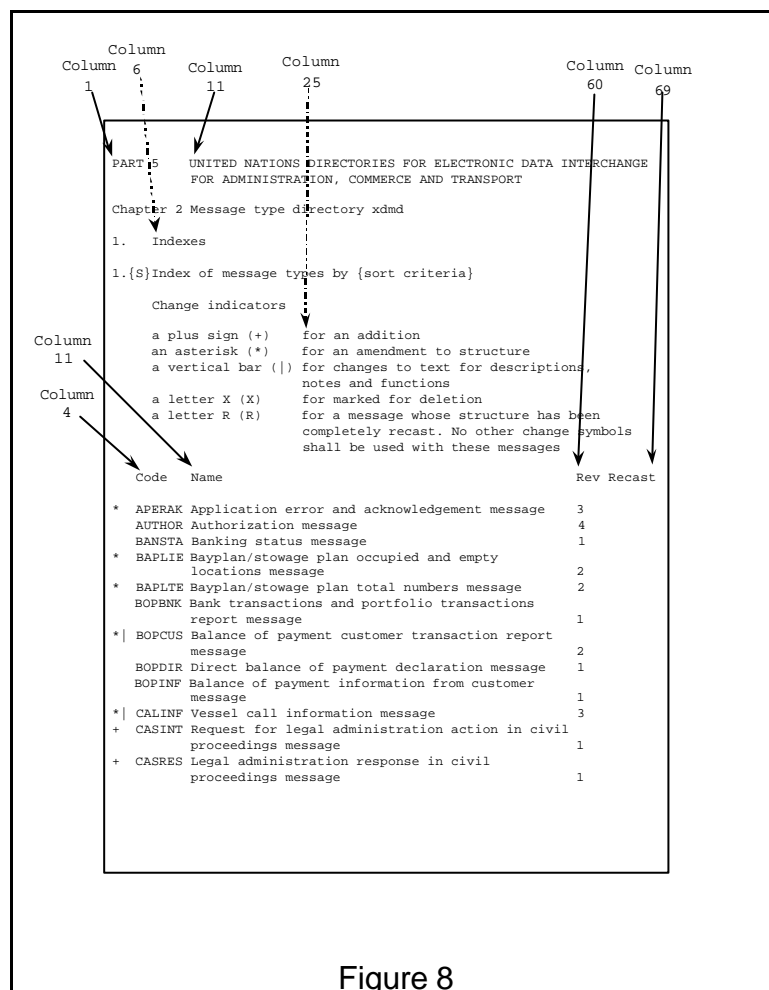 Column
6
Column
1
Column
11
Column
25
Column
60
Column
69
PART 5 UNITED NATIONS DIRECTORIES FOR ELECTRONIC DATA INTERCHANGE
FOR ADMINISTRATION, COMMERCE AND TRANSPORT
Chapter 2 Message type directory xdmd
1. Indexes
1.{S}Index of message types by {sort criteria}
Change indicators
a plus sign (+) for an addition
an asterisk (*) for an amendment to structure
a vertical bar (|) for changes to text for descriptions,
notes and functions
a letter X (X) for marked for deletion
a letter R (R) for a message whose structure has been
completely recast. No other change symbols
shall be used with these messages
Column
11
Column
4
Code Name Rev Recast
* APERAK Application error and acknowledgement message 3
AUTHOR Authorization message 4
BANSTA Banking status message 1
* BAPLIE Bayplan/stowage plan occupied and empty
locations message 2
* BAPLTE Bayplan/stowage plan total numbers message 2
BOPBNK Bank transactions and portfolio transactions
report message 1
*| BOPCUS Balance of payment customer transaction report
message 2
BOPDIR Direct balance of payment declaration message 1
BOPINF Balance of payment information from customer
message 1
*| CALINF Vessel call information message 3
+ CASINT Request for legal administration action in civil
proceedings message 1
+ CASRES Legal administration response in civil
proceedings message 1
Figure 8